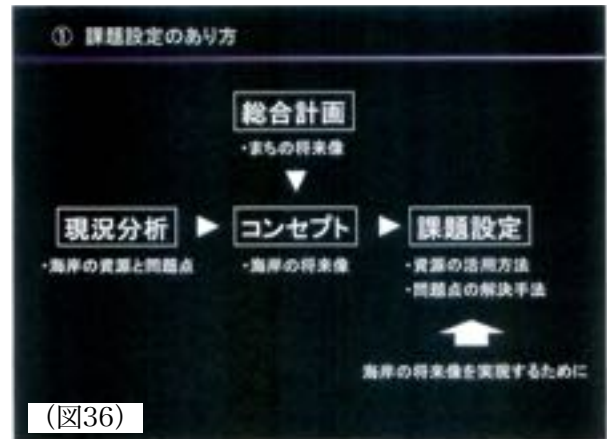 ① 課題設定のあり方
総合計画
・まちの将来像
現況分析
・海岸の資源と問題点
コンセプト
・海岸の将来像
課題設定
・資源の活用方法
・問題点の解決手法
海岸の将来像を実現するために
(図36)